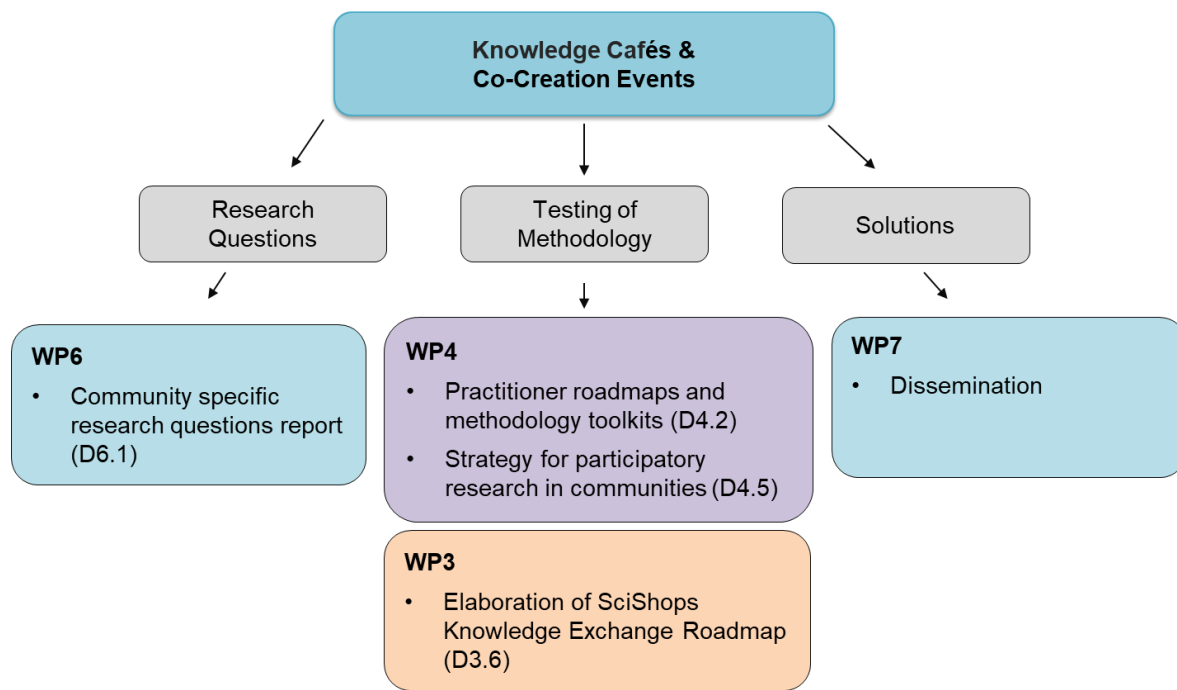 Knowledge Cafés &
Co-Creation Events
Research
Questions
Testing of
Methodology
Solutions
WP6
• Community specific
research questions report
(D6.1)
WP4
• Practitioner roadmaps and
methodology toolkits (D4.2)
• Strategy for participatory
research in communities (D4.5)
WP7
• Dissemination
WP3
• Elaboration of SciShops
Knowledge Exchange Roadmap
(D3.6)